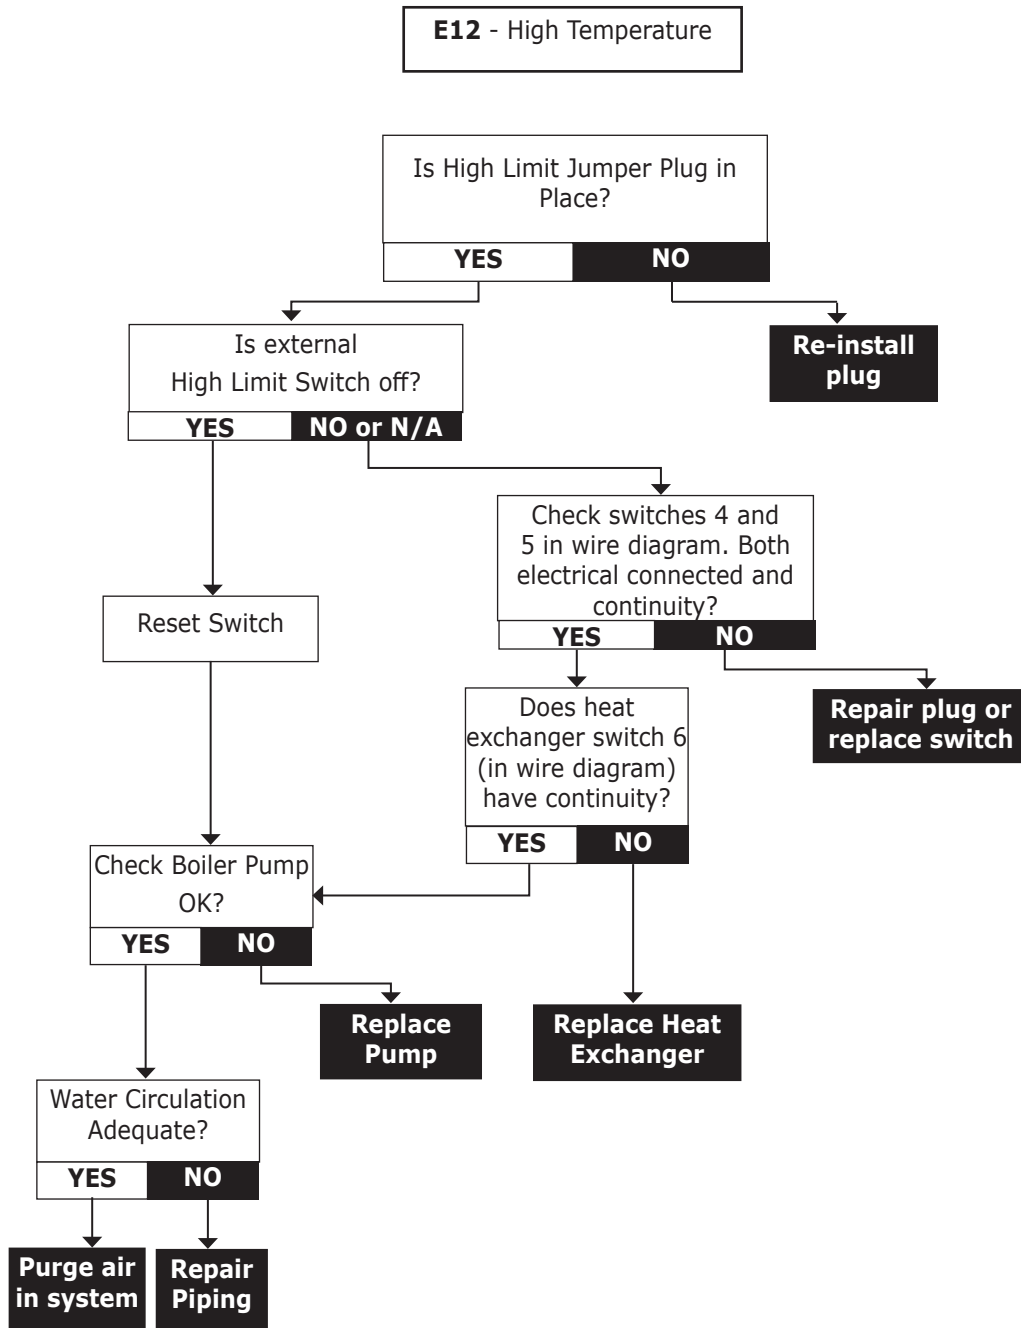 E12 - High Temperature
Is High Limit Jumper Plug in
Place?
YES
NO
Is external
High Limit Switch off?
YES
NO or N/A
Re-install
plug
Check switches 4 and
5 in wire diagram. Both
electrical connected and
continuity?
YES
NO
Reset Switch
Does heat
exchanger switch 6
(in wire diagram)
have continuity?
YES
NO
Repair plug or
replace switch
Check Boiler Pump
OK?
YES
NO
Replace
Pump
Replace Heat
Exchanger
Water Circulation
Adequate?
YES
NO
Purge air
in system
Repair
Piping